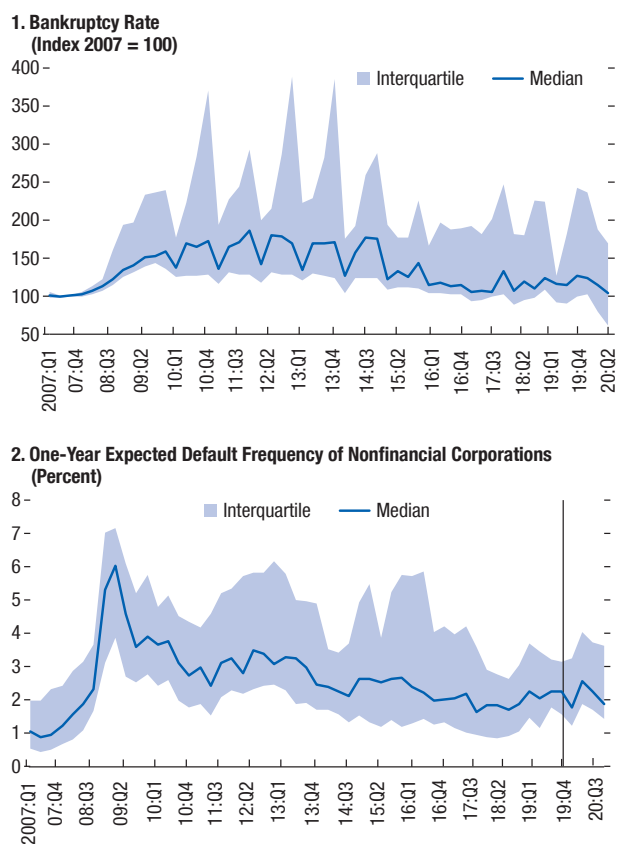 1. Bankruptcy Rate
(Index 2007 = 100)
Interquartile Median
400
350
300
250
200
150
100
50
2007:Q1 07:Q4 08:Q3 09:Q2 10:Q1 10:Q4 11:Q3 12:Q2 13:Q1 13:Q4 14:Q3 15:Q2 16:Q1 16:Q4 17:Q3 18:Q2 19:Q1 19:Q4 20:Q2
2. One-Year Expected Default Frequency of Nonfinancial Corporations
(Percent)
Interquartile Median
8
7
6
5
4
3
2
1
0
2007:Q1 07:Q4 08:Q3 09:Q2 10:Q1 10:Q4 11:Q3 12:Q2 13:Q1 13:Q4 14:Q3 15:Q2 16:Q1 16:Q4 17:Q3 18:Q2 19:Q1 19:Q4 20:Q3